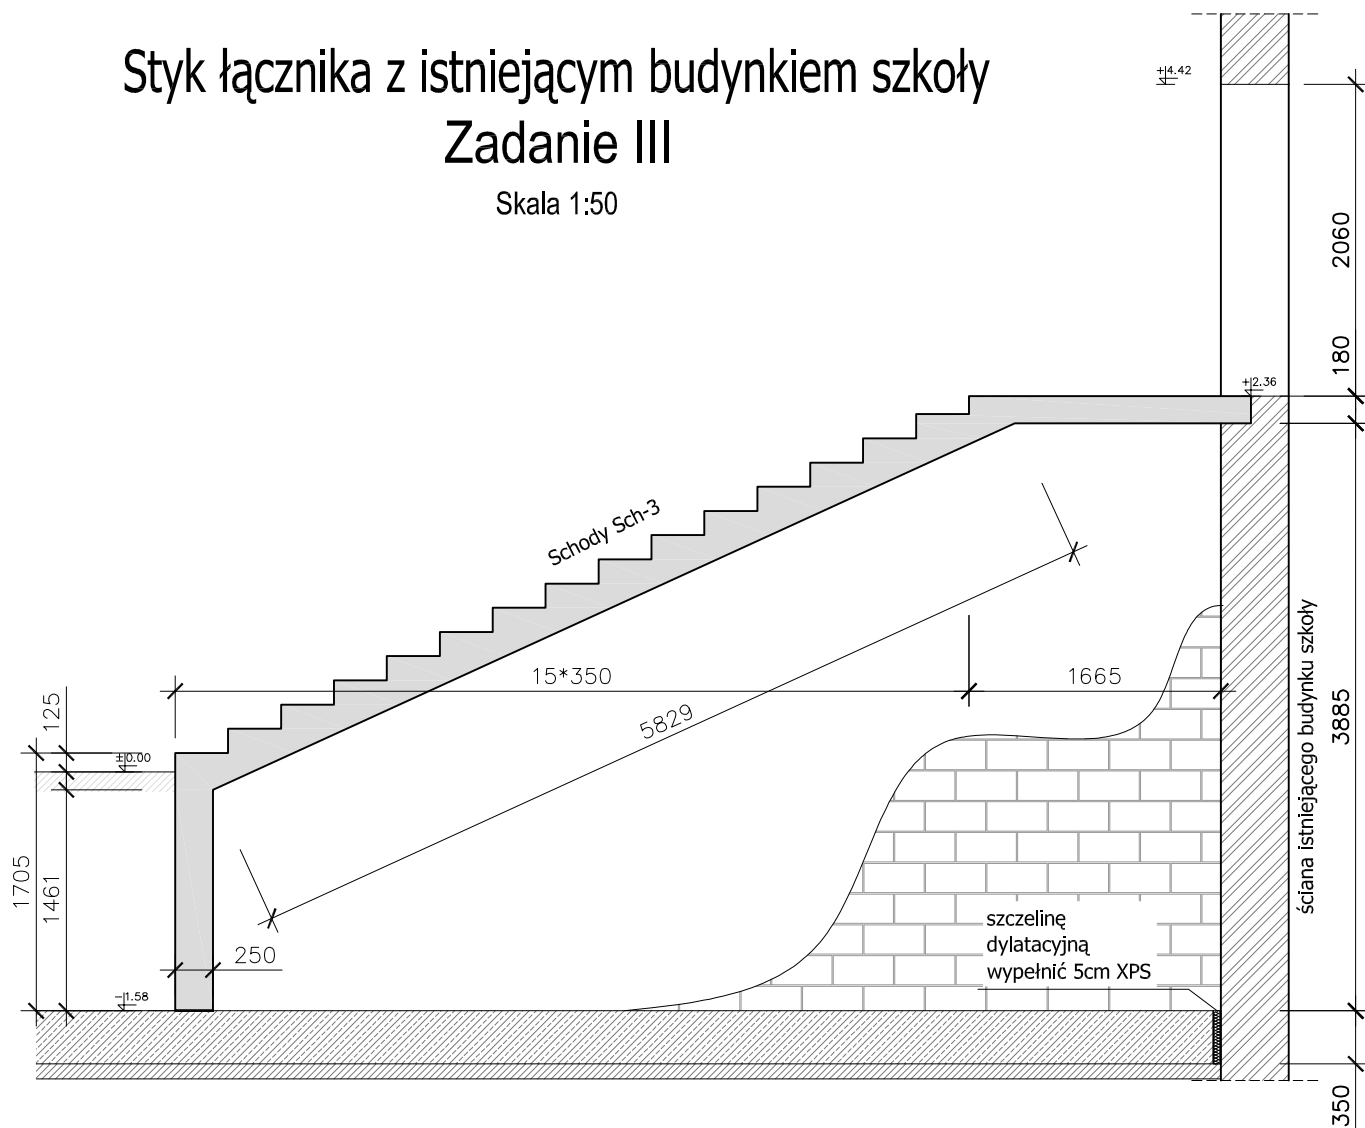 Styk łącznika z istniejącym budynkiem szkoły
Zadanie III
Skala 1:50
+4.42
2060
180
+2.36
Schody Sch-3
15*350
1665
5829
3885
ściana istniejącego budynku szkoły
125
±0.00
1705
1461
250
szczelinę
dylatacyjną
wypełnić 5cm XPS
-1.58
350